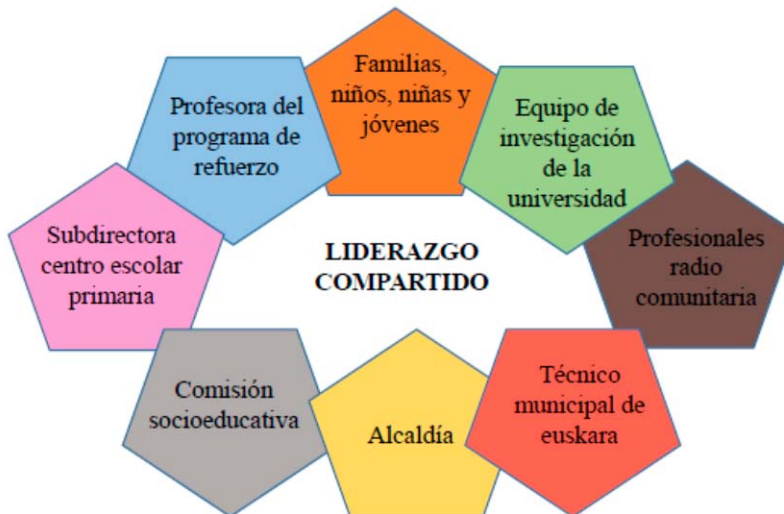 Familias,
niños, niñas y
jóvenes
Profesora del
programa de
refuerzo
Equipo de
investigación
de la
universidad
Subdirectora
centro escolar
primaria
LIDERAZGO
COMPARTIDO
Profesionales
radio
comunitaria
Comisión
socioeducativa
Alcaldía
Técnico
municipal de
euskara